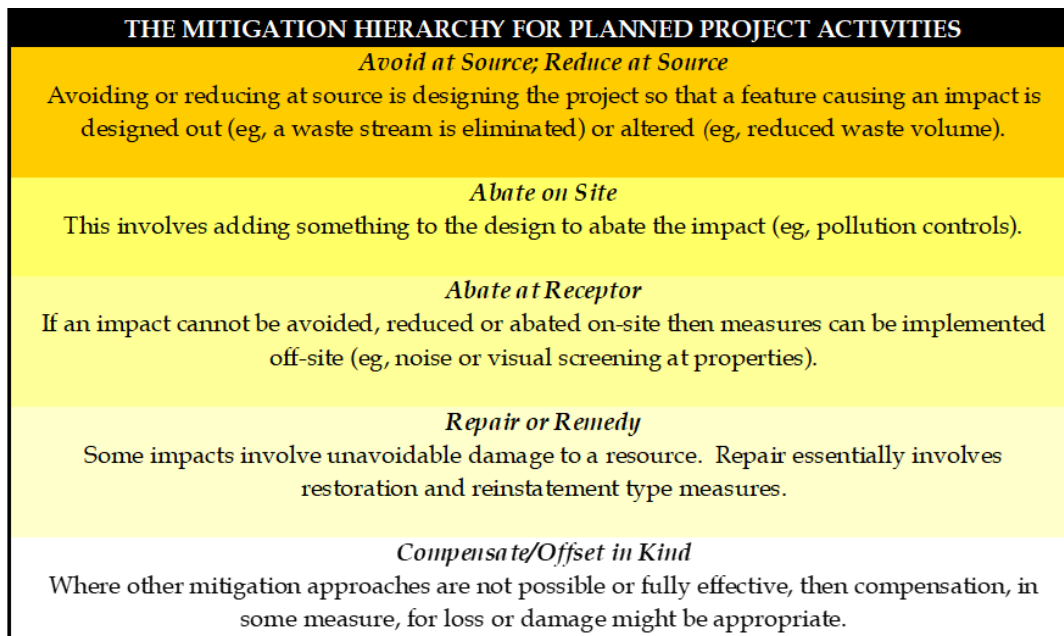 THE MITIGATION HIERARCHY FOR PLANNED PROJECT ACTIVITIES
Avoid at Source; Reduce at Source
Avoiding or reducing at source is designing the project so that a feature causing an impact is
designed out (eg, a waste stream is eliminated) or altered (eg, reduced waste volume).
Abate on Site
This involves adding something to the design to abate the impact (eg, pollution controls).
Abate at Receptor
If an impact cannot be avoided, reduced or abated on-site then measures can be implemented
off-site (eg, noise or visual screening at properties).
Repair or Remedy
Some impacts involve unavoidable damage to a resource.  Repair essentially involves
restoration and reinstatement type measures.
Compensate/Offset in Kind
Where other mitigation approaches are not possible or fully effective, then compensation, in
some measure, for loss or damage might be appropriate.